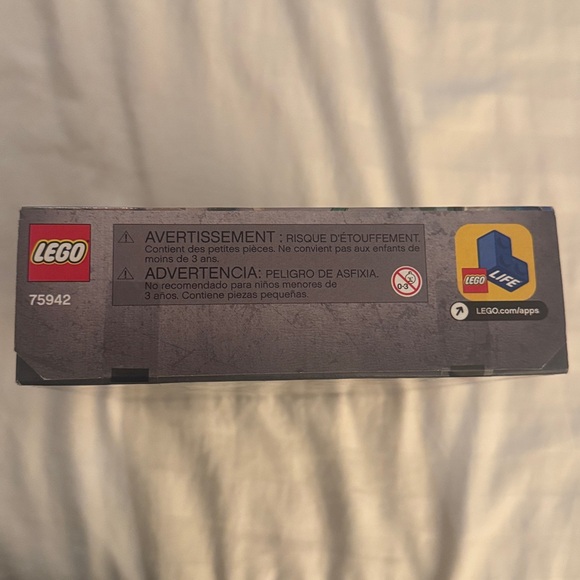 LEGO
75942
AVERTISSEMENT : RISQUE D'ÉTOUFFEMENT.
Contient des petites pièces. Ne convient pas aux enfants de
moins de 3 ans.
ADVERTENCIA: PELIGRO DE ASFIXIA.
No recomendado para niños menores de
3 años. Contiene piezas pequeñas.
0-3
LEGO
LIFE
LEGO.com/apps